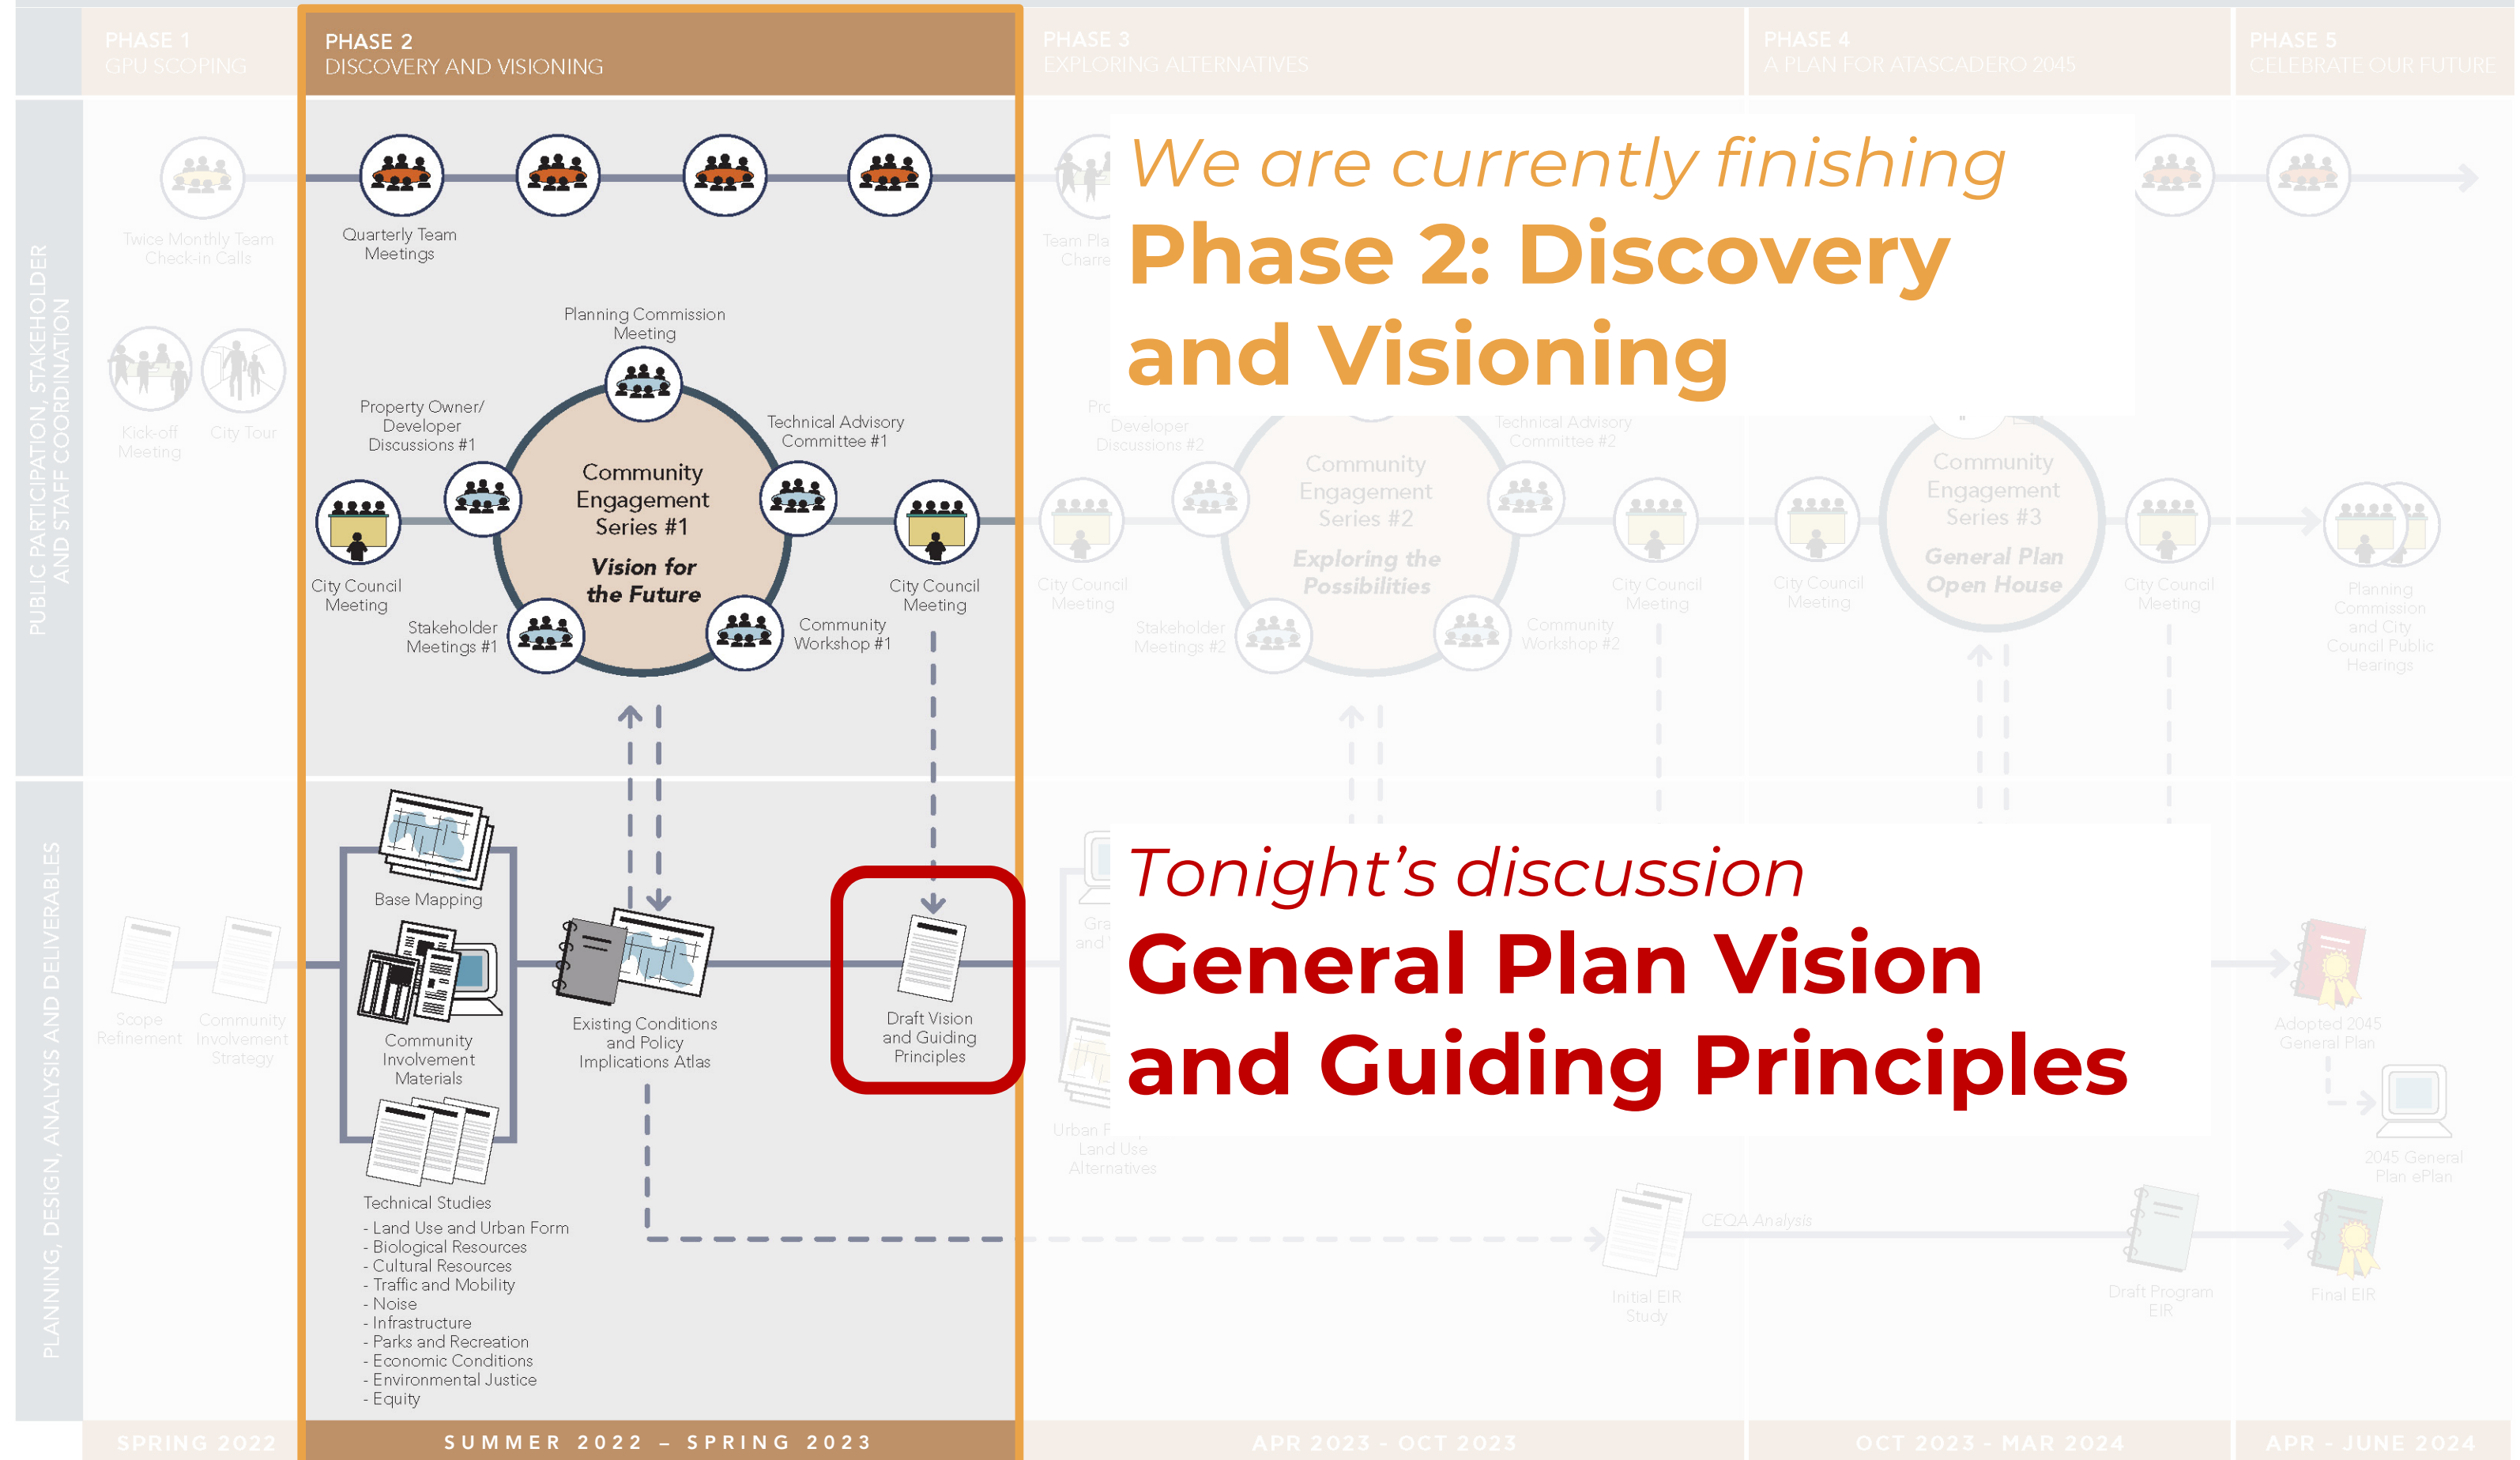 PHASE 1
GPU SCOPING
PHASE 2
DISCOVERY AND VISIONING
PHASE 3
EXPLORING ALTERNATIVES
PHASE 4
A PLAN FOR ATASCADERO 2045
PHASE 5
CELEBRATE OUR FUTURE
PUBLIC PARTICIPATION, STAKEHOLDER
AND STAFF COORDINATION
Twice Monthly Team
Check-in Calls
Kick-off
Meeting
City Tour
Quarterly Team
Meetings
Planning Commission
Meeting
Property Owner/
Developer
Discussions #1
Technical Advisory
Committee #1
Community
Engagement
Series #1
Vision for
the Future
City Council
Meeting
City Council
Meeting
Stakeholder
Meetings #1
Community
Workshop #1
We are currently finishing
Phase 2: Discovery
and Visioning
Team
Developer
Discussions #2
Technical Advisory
Committee #2
Community
Engagement
Series #2
Exploring the
Possibilities
City Council
Meeting
Stakeholder
Meetings #2
Community
Workshop #2
City Council
Meeting
City Council
Meeting
Community
Engagement
Series #3
General Plan
Open House
City Council
Meeting
Planning
Commission
and City
Council Public
Hearings
PLANNING, DESIGN, ANALYSIS AND DELIVERABLES
Scope
Refinement
Community
Involvement
Strategy
Base Mapping
Community
Involvement
Materials
Technical Studies
- Land Use and Urban Form
- Biological Resources
- Cultural Resources
- Traffic and Mobility
- Noise
- Infrastructure
- Parks and Recreation
- Economic Conditions
- Environmental Justice
- Equity
Existing Conditions
and Policy
Implications Atlas
Draft Vision
and Guiding
Principles
Tonight's discussion
General Plan Vision
and Guiding Principles
and
Urban
Land Use
Alternatives
Initial EIR
Study
CEQA Analysis
Draft Program
EIR
Final EIR
Adopted 2045
General Plan
2045 General
Plan ePlan
SPRING 2022
SUMMER 2022 – SPRING 2023
APR 2023 - OCT 2023
OCT 2023 - MAR 2024
APR - JUNE 2024